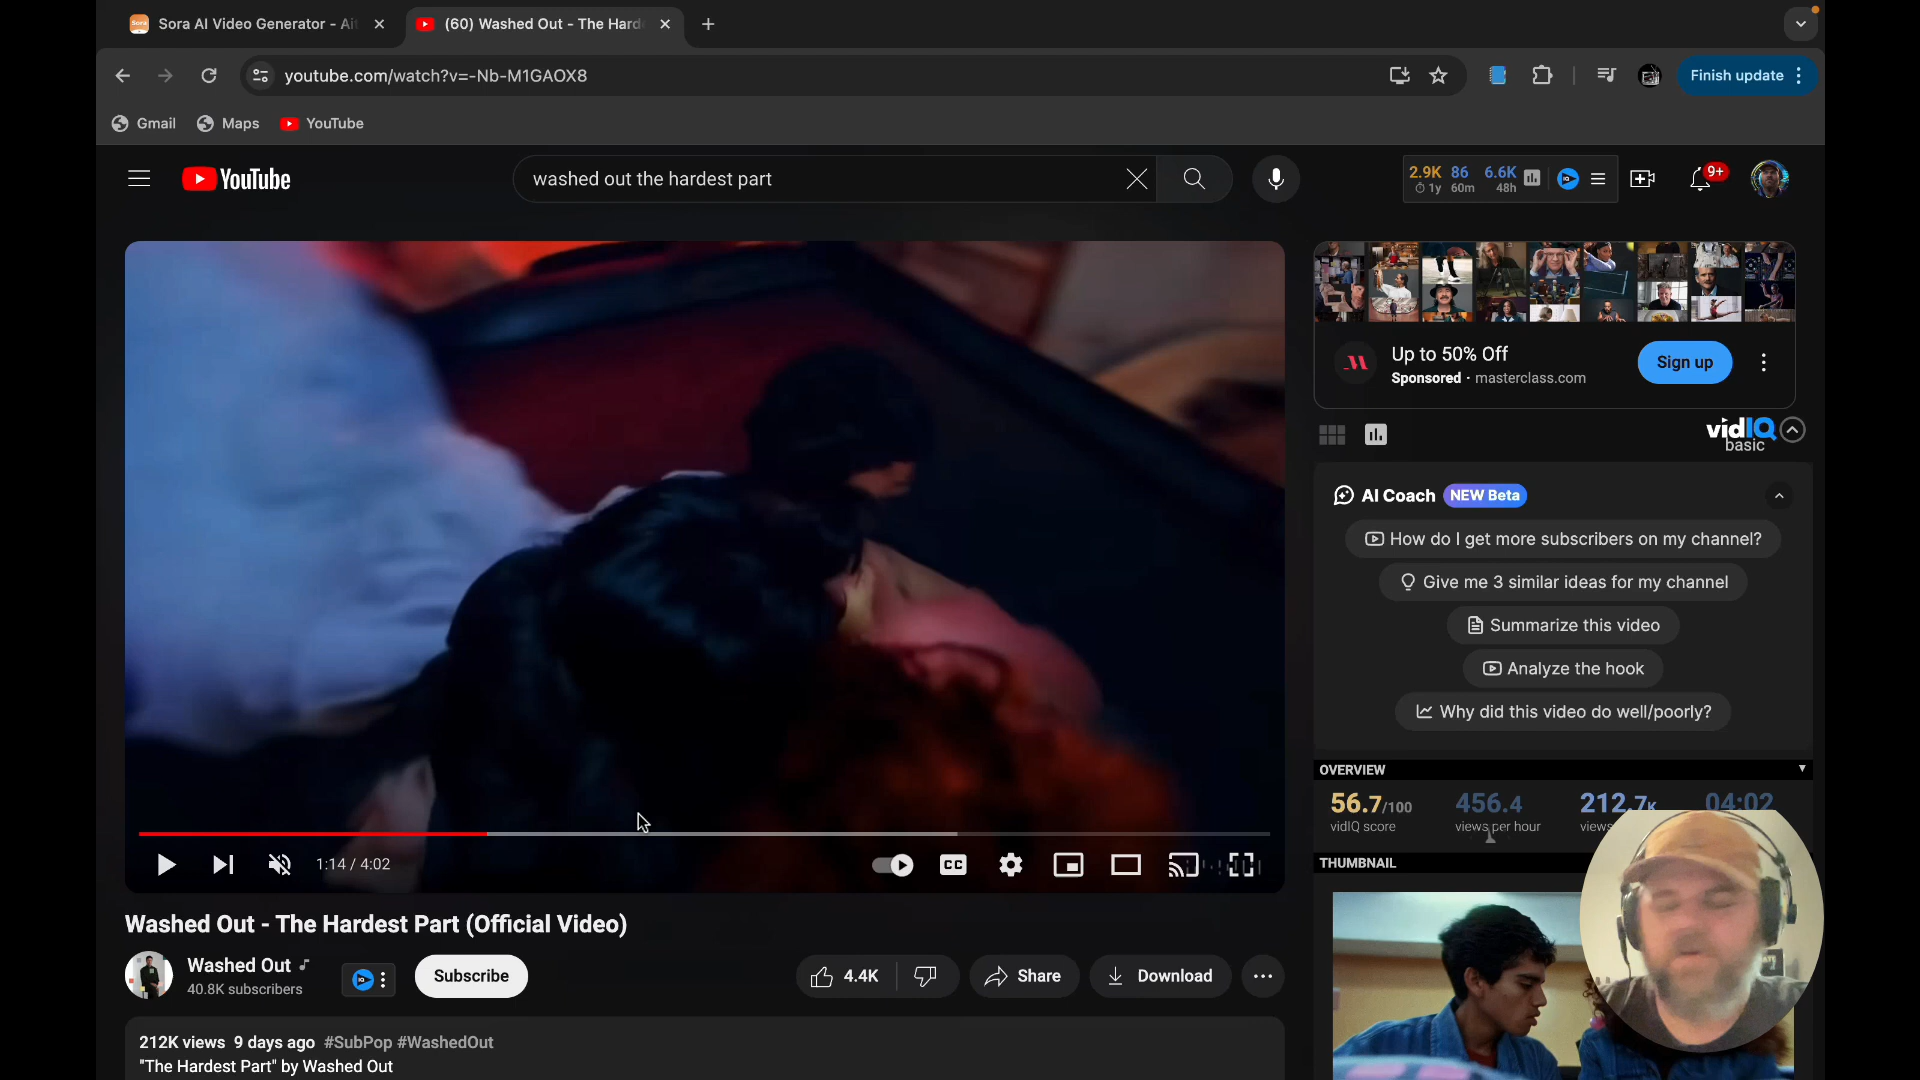 Sora AI Video Generator - Ai
(60) Washed Out - The Hard
youtube.com/watch?v=-Nb-M1GAOX8
Finish update
Gmail
Maps
YouTube
YouTube
washed out the hardest part
2.9K 86 6.6K
1y 60m 48h
9+
Up to 50% Off
Sponsored · masterclass.com
Sign up
vidIQ
basic
AI Coach NEW Beta
How do I get more subscribers on my channel?
Give me 3 similar ideas for my channel
Summarize this video
Analyze the hook
Why did this video do well/poorly?
OVERVIEW
56.7/100 456.4 212.7K 04:02
vidIQ score views per hour views
THUMBNAIL
1:14 / 4:02
CC
Washed Out - The Hardest Part (Official Video)
Washed Out
40.8K subscribers
Subscribe
4.4K
Share
Download
212K views 9 days ago #SubPop #WashedOut
"The Hardest Part" by Washed Out